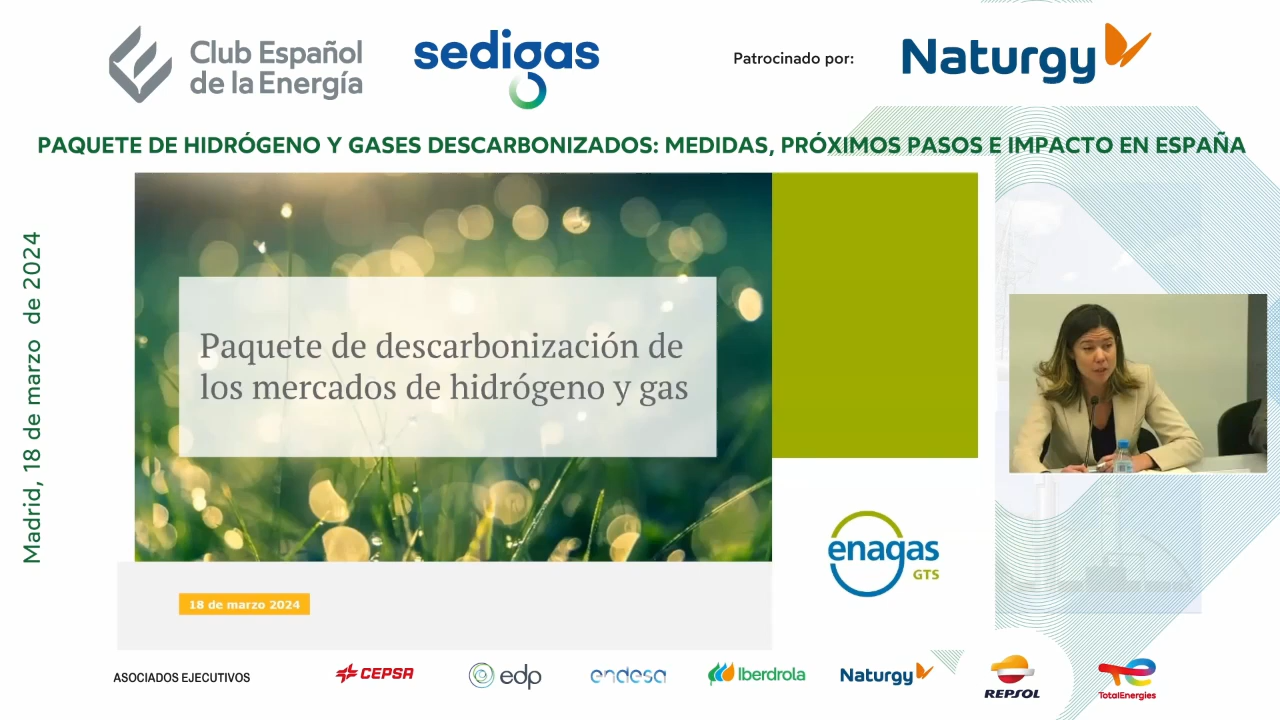 Club Español
de la Energía
sedigas
Patrocinado por:
Naturgy
PAQUETE DE HIDRÓGENO Y GASES DESCARBONIZADOS: MEDIDAS, PRÓXIMOS PASOS E IMPACTO EN ESPAÑA
Madrid, 18 de marzo de 2024
Paquete de descarbonización de
los mercados de hidrógeno y gas
enagas
GTS
18 de marzo 2024
ASOCIADOS EJECUTIVOS
CEPSA
edp
endesa
Iberdrola
Naturgy
REPSOL
TotalEnergies